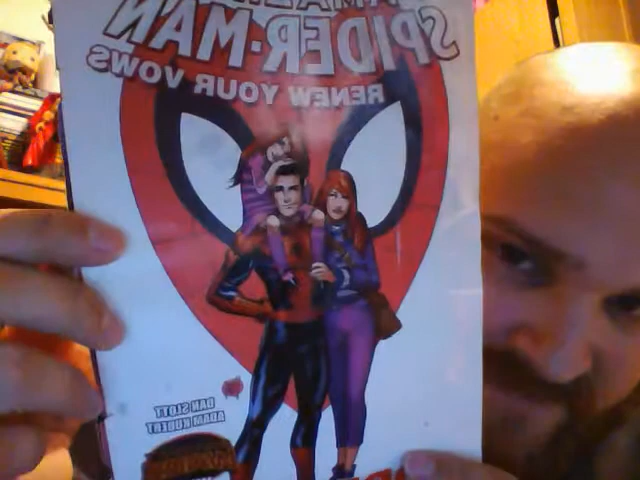 AMAZING
SPIDER-MAN
RENEW YOUR VOWS
DAN SLOTT
ADAM KUBERT